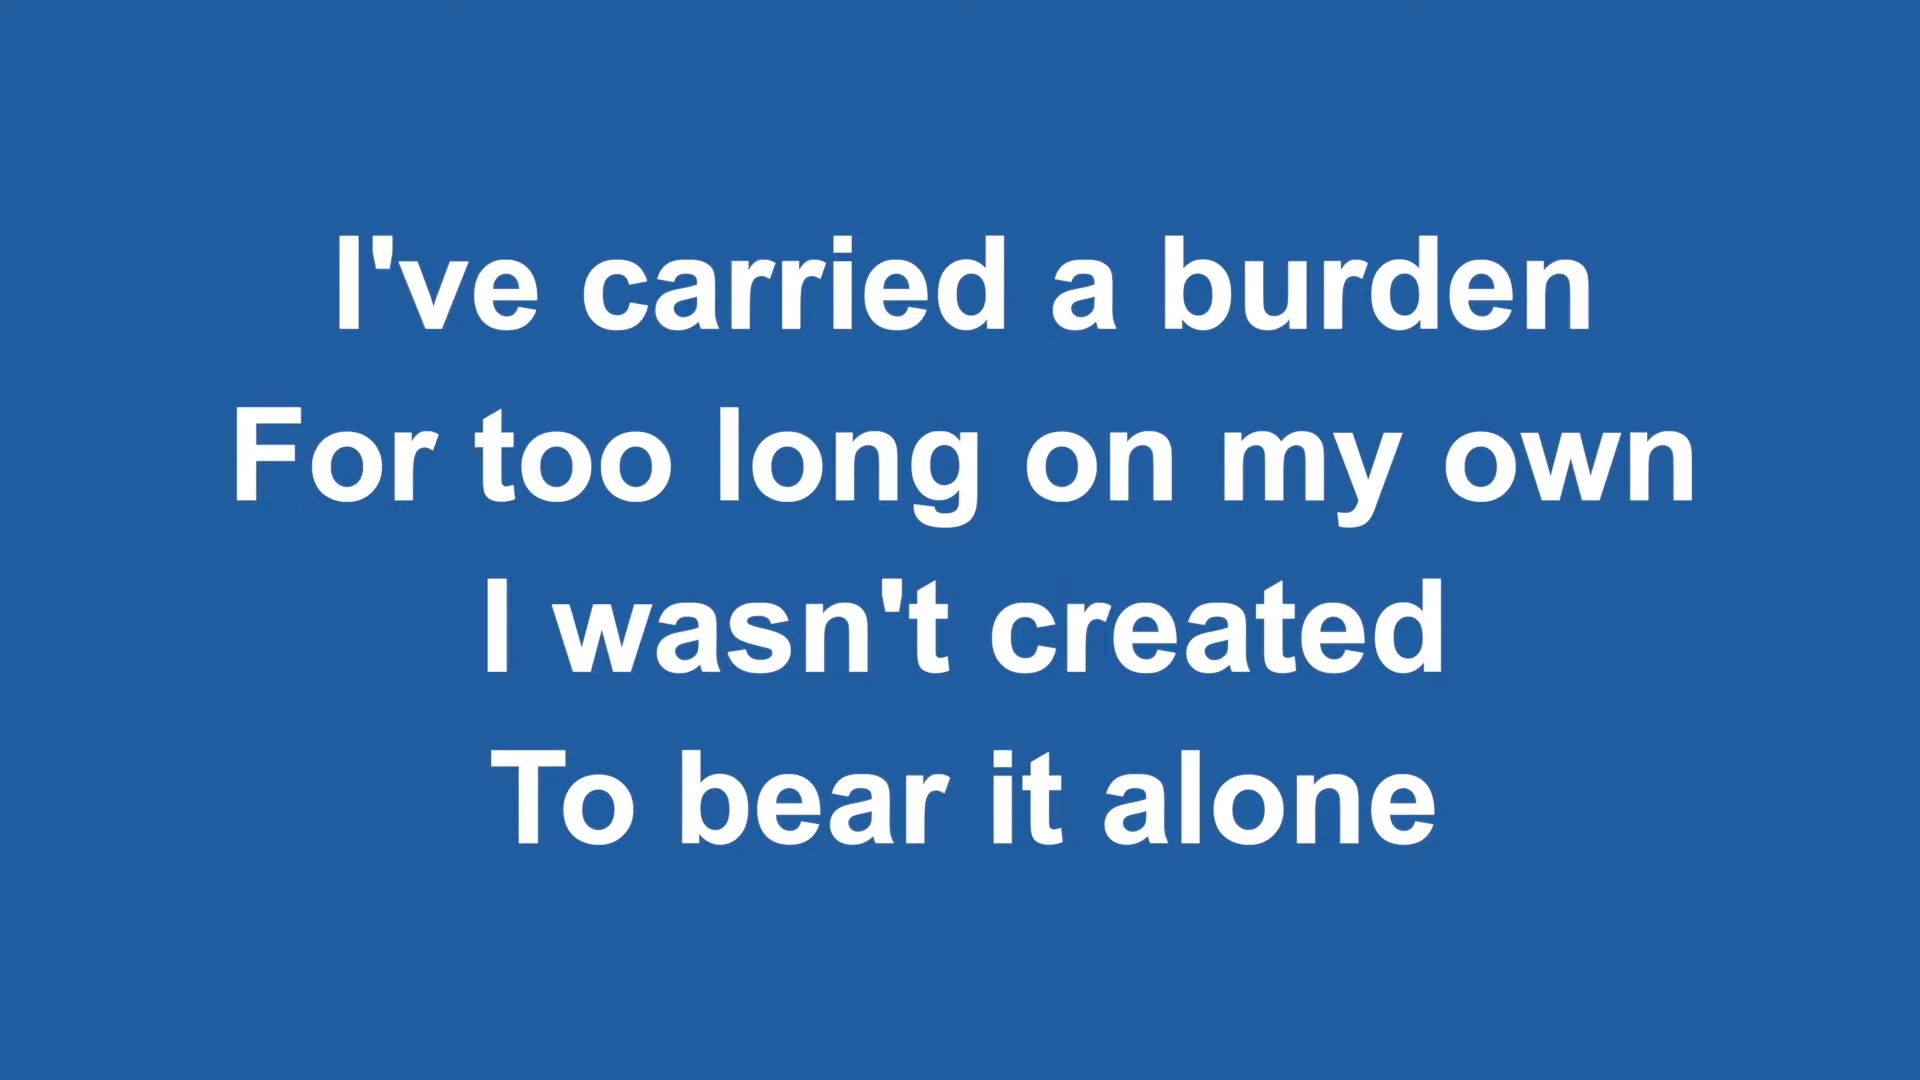 I've carried a burden
For too long on my own
I wasn't created
To bear it alone